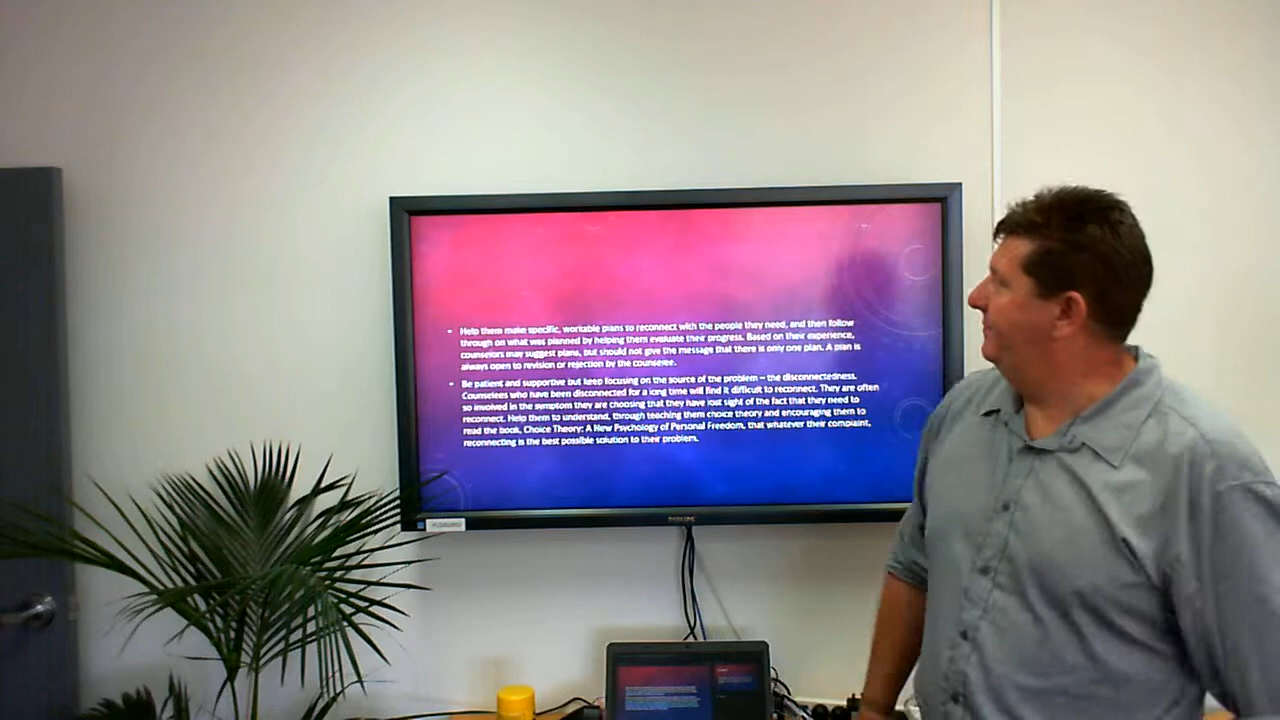 Help them make specific, workable plans to reconnect with the people they need, and then follow
through on what was planned by helping them evaluate their progress. Based on their experience,
counselors may suggest plans, but should not give the message that there is only one plan. A plan is
always open to revision or rejection by the counselee.
Be patient and supportive but keep focusing on the source of the problem – the disconnectedness.
Counselees who have been disconnected for a long time will find it difficult to reconnect. They are often
so involved in the symptom they are choosing that they have lost sight of the fact that they need to
reconnect. Help them to understand, through teaching them choice theory and encouraging them to
read the book, Choice Theory: A New Psychology of Personal Freedom, that whatever their complaint,
reconnecting is the best possible solution to their problem.
PHILIPS